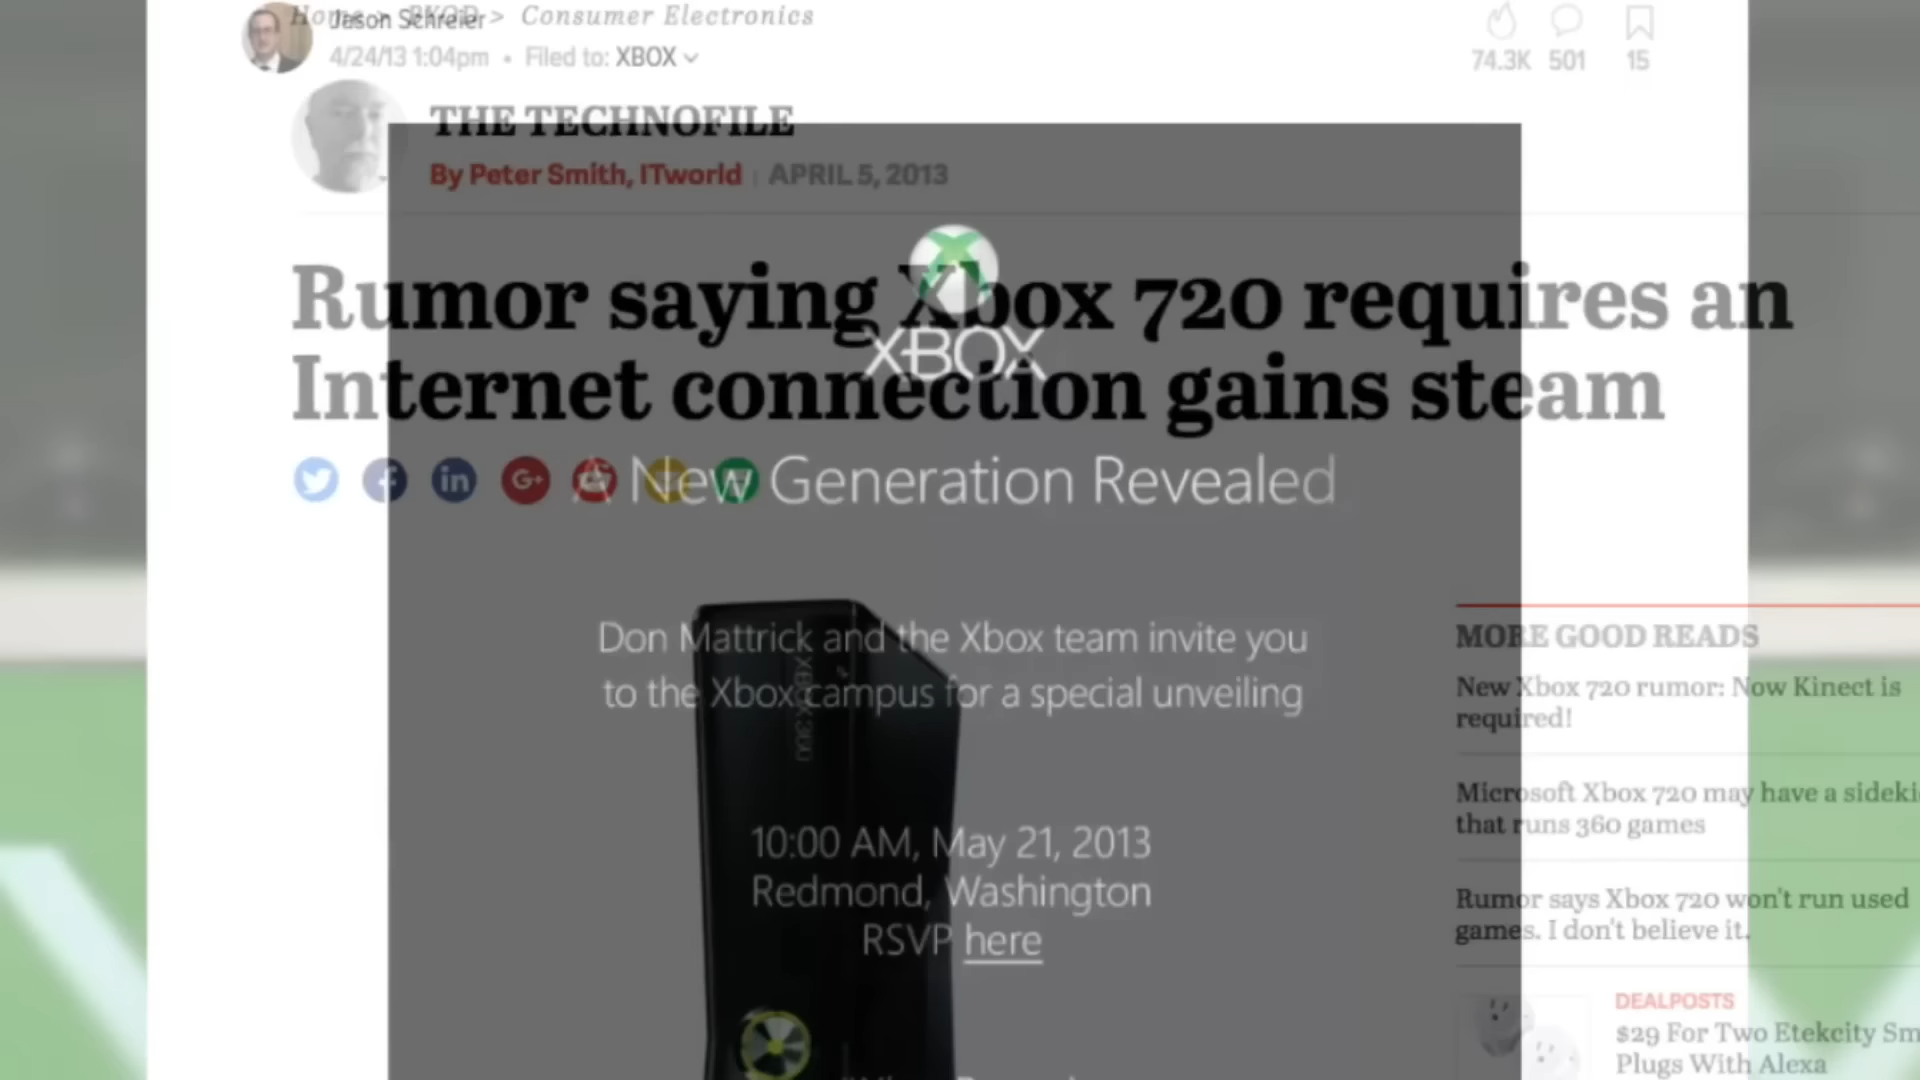 Home > > Consumer Electronics
Jason Schreier
4/24/13 1:04pm • Filed to: XBOX
74.3K 501 15
THE TECHNOFILE
By Peter Smith, ITworld | APRIL 5, 2013
XBOX
Rumor saying Xbox 720 requires an
Internet connection gains steam
A New Generation Revealed
Don Mattrick and the Xbox team invite you
to the Xbox campus for a special unveiling
XBOX360
10:00 AM, May 21, 2013
Redmond, Washington
RSVP here
MORE GOOD READS
New Xbox 720 rumor: Now Kinect is
required!
Microsoft Xbox 720 may have a sideki
that runs 360 games
Rumor says Xbox 720 won't run used
games. I don't believe it.
DEALPOSTS
$29 For Two Etekcity Sm
Plugs With Alexa